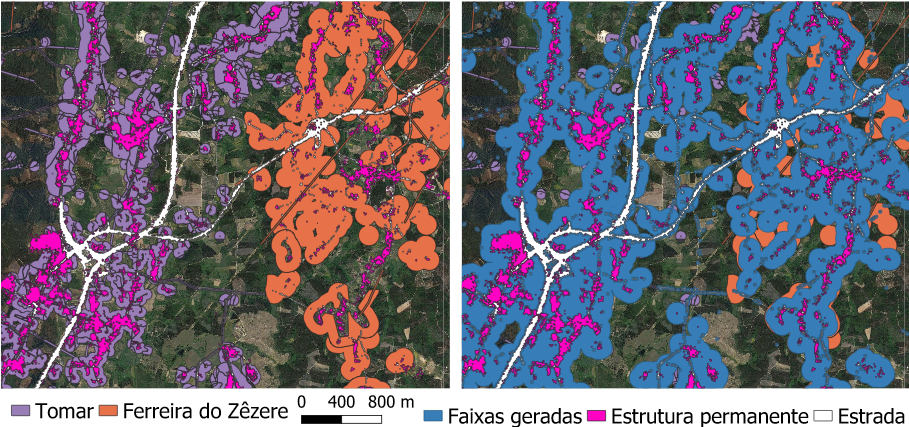 Tomar Ferreira do Zêzere 0 400 800 m Faixas geradas Estrutura permanente Estrada